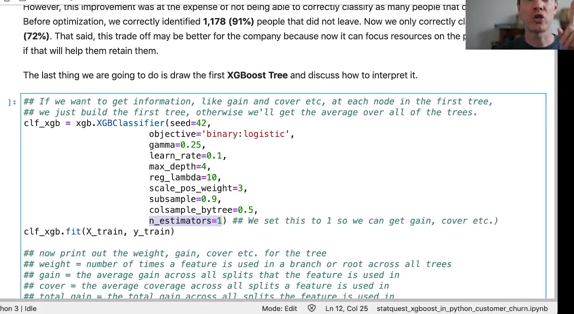 However, this improvement was at the expense of not being able to correctly classify as many people that
Before optimization, we correctly identified 1,178 (91%) people that did not leave. Now we only correctly
(72%). That said, this trade off may be better for the company because now it can focus resources on the
if that will help them retain them.
The last thing we are going to do is draw the first XGBoost Tree and discuss how to interpret it.
]: ## If we want to get information, like gain and cover etc, at each node in the first tree,
## we just build the first tree, otherwise we'll get the average over all of the trees.
clf_xgb = xgb.XGBClassifier(seed=42,
objective='binary:logistic',
gamma=0.25,
learn_rate=0.1,
max_depth=4,
reg_lambda=10,
scale_pos_weight=3,
subsample=0.9,
colsample_bytree=0.5,
n_estimators=1) ## We set this to 1 so we can get gain, cover etc.)
clf_xgb.fit(X_train, y_train)
## now print out the weight, gain, cover etc. for the tree
## weight = number of times a feature is used in a branch or root across all trees
## gain = the average gain across all splits that the feature is used in
## cover = the average coverage across all splits a feature is used in
## total_gain = the total gain across all splits the feature is used in
hon 3 | Idle Mode: Edit Ln 12, Col 25 statquest_xgboost_in_python_customer_churn.ipynb